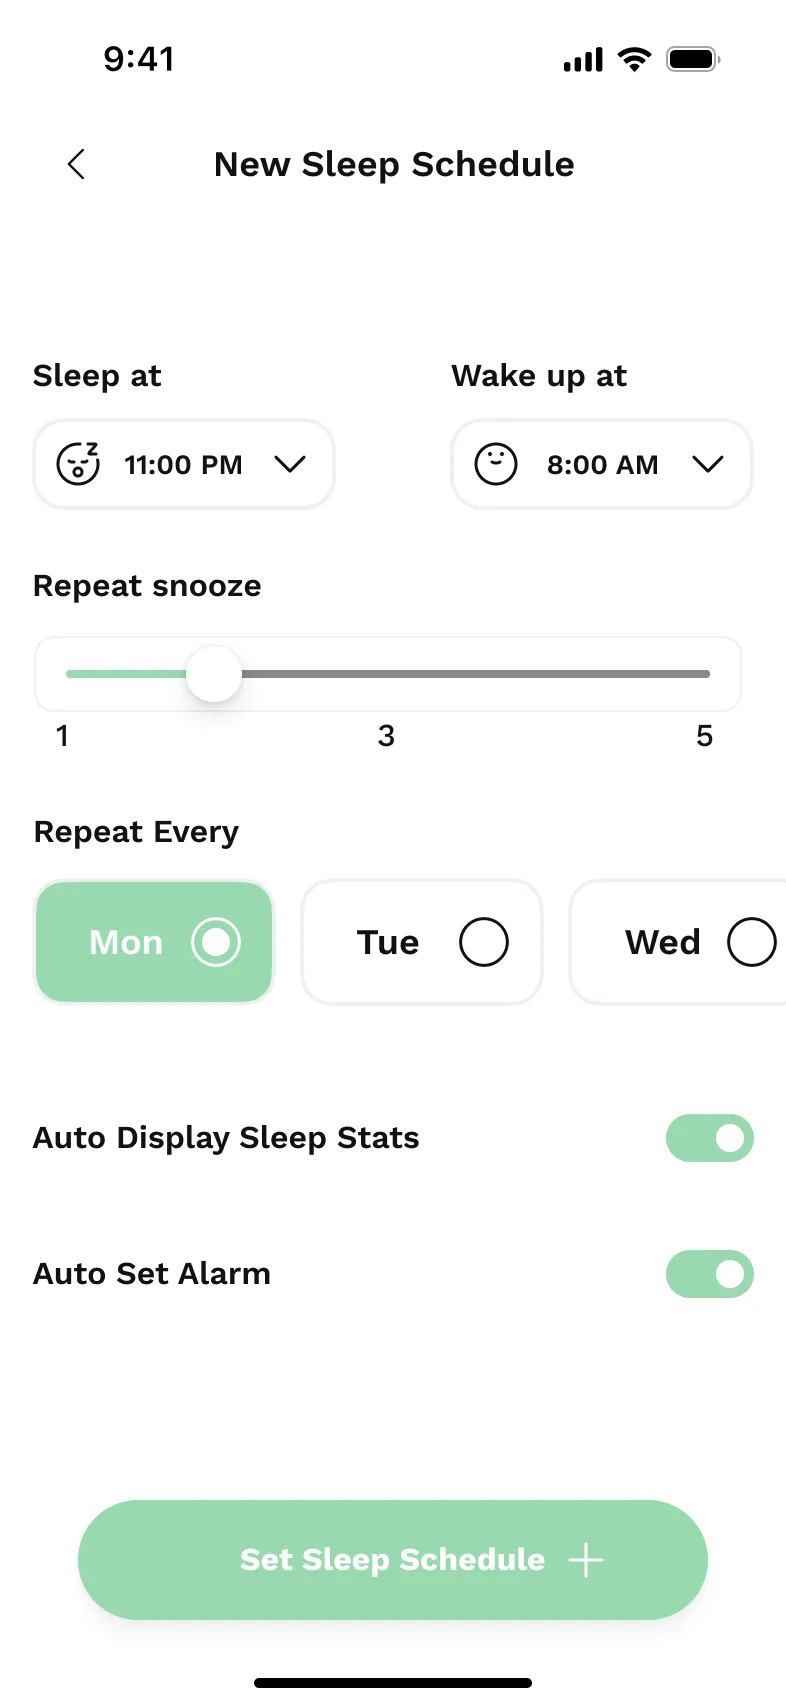 9:41
New Sleep Schedule
Sleep at
Wake up at
11:00 PM
8:00 AM
Repeat snooze
1 3 5
Repeat Every
Mon Tue Wed
Auto Display Sleep Stats
Auto Set Alarm
Set Sleep Schedule